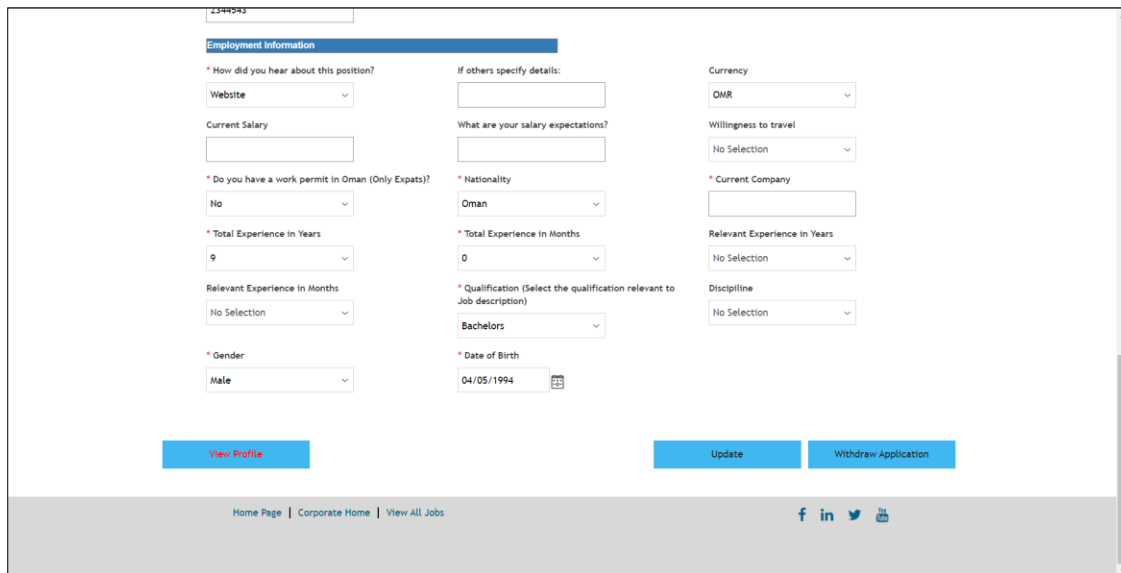 2344543
Employment Information
* How did you hear about this position?
If others specify details:
Currency
Website
OMR
Current Salary
What are your salary expectations?
Willingness to travel
No Selection
* Do you have a work permit in Oman (Only Expats)?
* Nationality
* Current Company
No
Oman
* Total Experience in Years
* Total Experience in Months
Relevant Experience in Years
9
0
No Selection
Relevant Experience in Months
* Qualification (Select the qualification relevant to
Job description)
Discipiline
No Selection
Bachelors
No Selection
* Gender
* Date of Birth
Male
04/05/1994
View Profile
Update
Withdraw Application
Home Page | Corporate Home | View All Jobs
f in You Tube